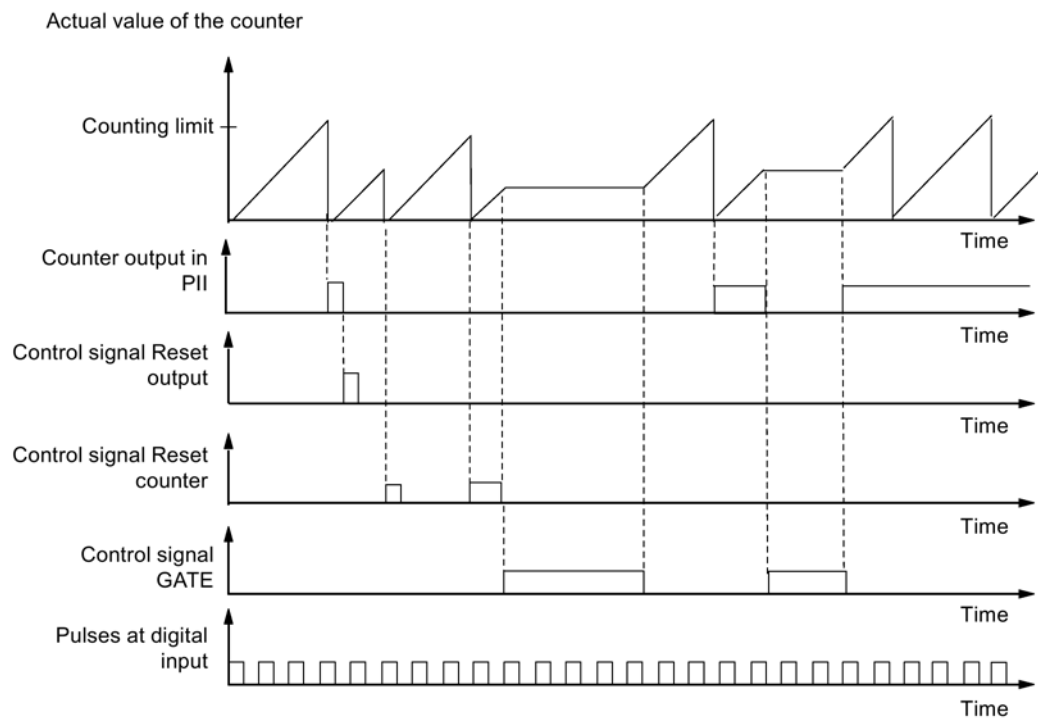 Actual value of the counter
Counting limit
Time
Counter output in
PII
Time
Control signal Reset
output
Time
Control signal Reset
counter
Time
Control signal
GATE
Time
Pulses at digital
input
Time